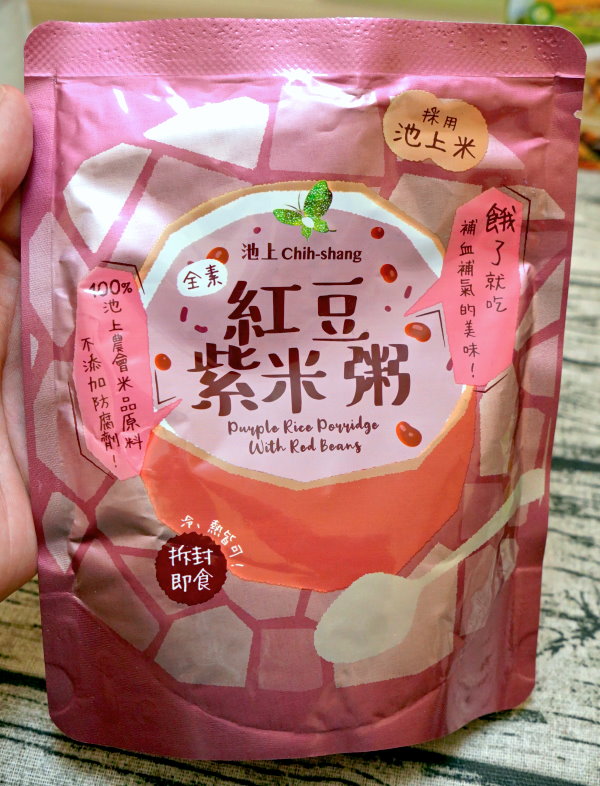 採用
池上米
餓了就吃
補血補氣的美味！
池上 Chih-shang
全素
紅豆
紫米粥
Purple Rice Porridge
With Red Beans
100%
池上農會米品原料
不添加防腐劑！
冷、熱皆可！
拆封
即食